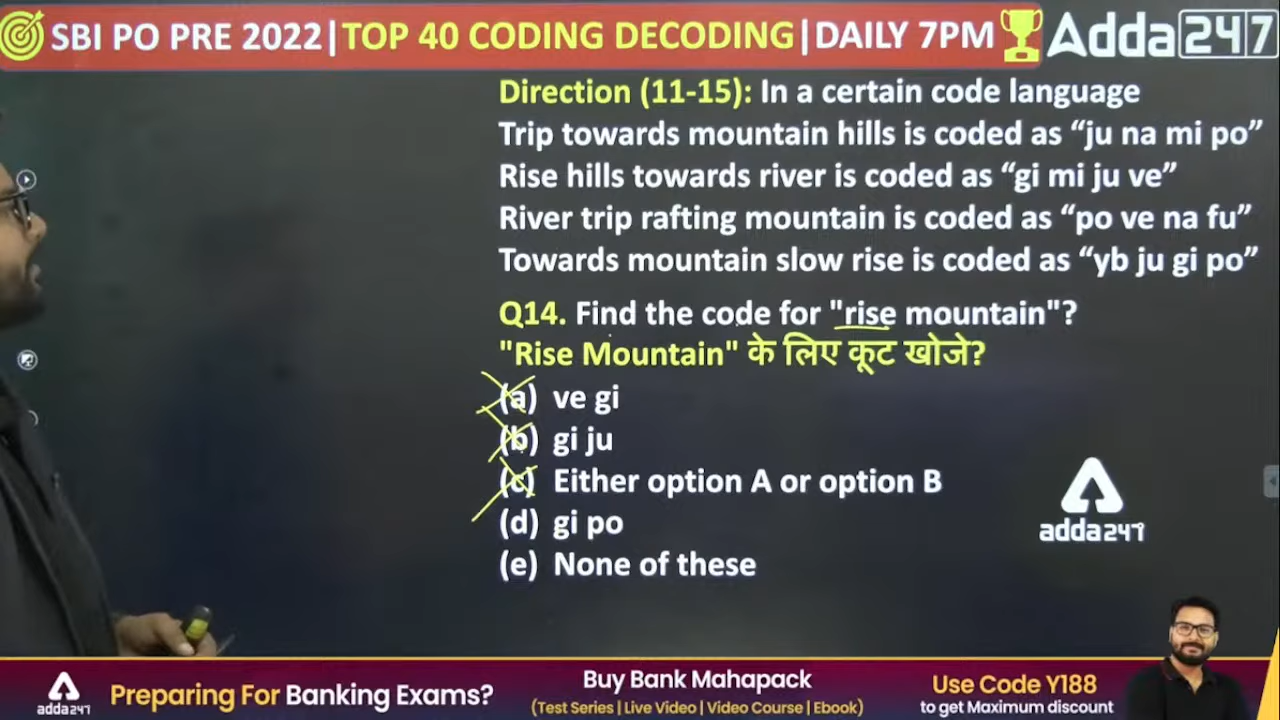 SBI PO PRE 2022|TOP 40 CODING DECODING|DAILY 7PM Adda247
Direction (11-15): In a certain code language
Trip towards mountain hills is coded as “ju na mi po”
Rise hills towards river is coded as “gi mi ju ve”
River trip rafting mountain is coded as “po ve na fu”
Towards mountain slow rise is coded as “yb ju gi po”
Q14. Find the code for "rise mountain"?
"Rise Mountain" के लिए कूट खोजे?
(a) ve gi
(b) gi ju
(c) Either option A or option B
(d) gi po
(e) None of these
adda247
adda247
Preparing For Banking Exams?
Buy Bank Mahapack
(Test Series | Live Video | Video Course | Ebook)
Use Code Y188
to get Maximum discount